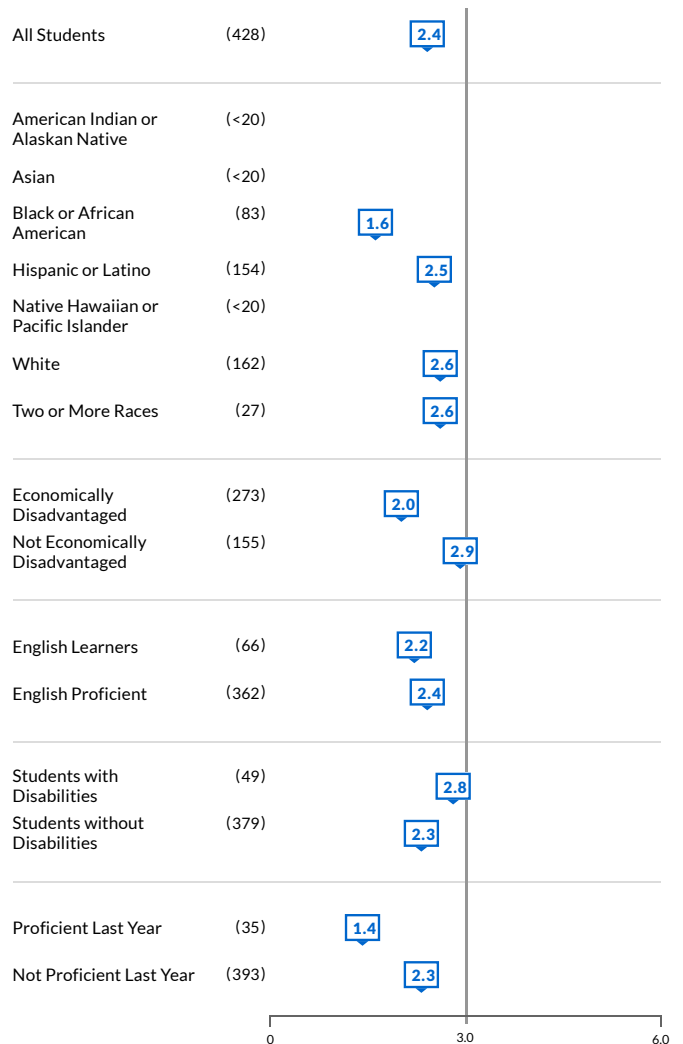 All Students (428) 2.4
American Indian or (<20)
Alaskan Native
Asian (<20)
Black or African (83) 1.6
American
Hispanic or Latino (154) 2.5
Native Hawaiian or (<20)
Pacific Islander
White (162) 2.6
Two or More Races (27) 2.6
Economically (273) 2.0
Disadvantaged
Not Economically (155) 2.9
Disadvantaged
English Learners (66) 2.2
English Proficient (362) 2.4
Students with (49) 2.8
Disabilities
Students without (379) 2.3
Disabilities
Proficient Last Year (35) 1.4
Not Proficient Last Year (393) 2.3
0 3.0 6.0